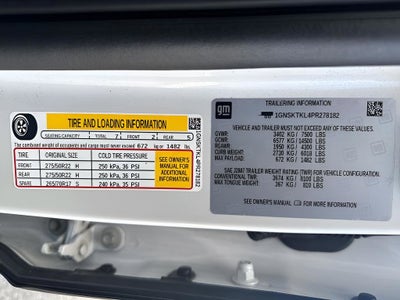 TIRE AND LOADING INFORMATION
SEATING CAPACITY TOTAL 7 FRONT 2 REAR 5
The combined weight of occupants and cargo must never exceed 672 kg or 1482 lbs.
TIRE ORIGINAL SIZE COLD TIRE PRESSURE
FRONT 275/50R22 H 250 kPa, 36 PSI
REAR 275/50R22 H 250 kPa, 36 PSI
SPARE 265/70R17 S 240 kPa, 35 PSI
SEE OWNER'S
MANUAL FOR
ADDITIONAL
INFORMATION
1GNSKTKL4PR278182
gm
TRAILERING INFORMATION
1GNSKTKL4PR278182
VEHICLE AND TRAILER MUST NOT EXCEED ANY RATINGS
GVWR: 3402 KG / 7500 LBS
GCWR: 6577 KG / 14500 LBS
RAWR: 1950 KG / 4300 LBS
CURB WEIGHT: 2730 KG / 6018 LBS
MAX PAYLOAD: 672 KG / 1482 LBS
SAE J2807 TRAILER WEIGHT RATING (TWR) FOR VEHICLE CONFIGURATION:
CONVENTIONAL TWR: 3674 KG / 8100 LBS
MAX TONGUE WEIGHT: 367 KG / 810 LBS
SEE OWNER'S MANUAL FOR ADDITIONAL INFORMATION